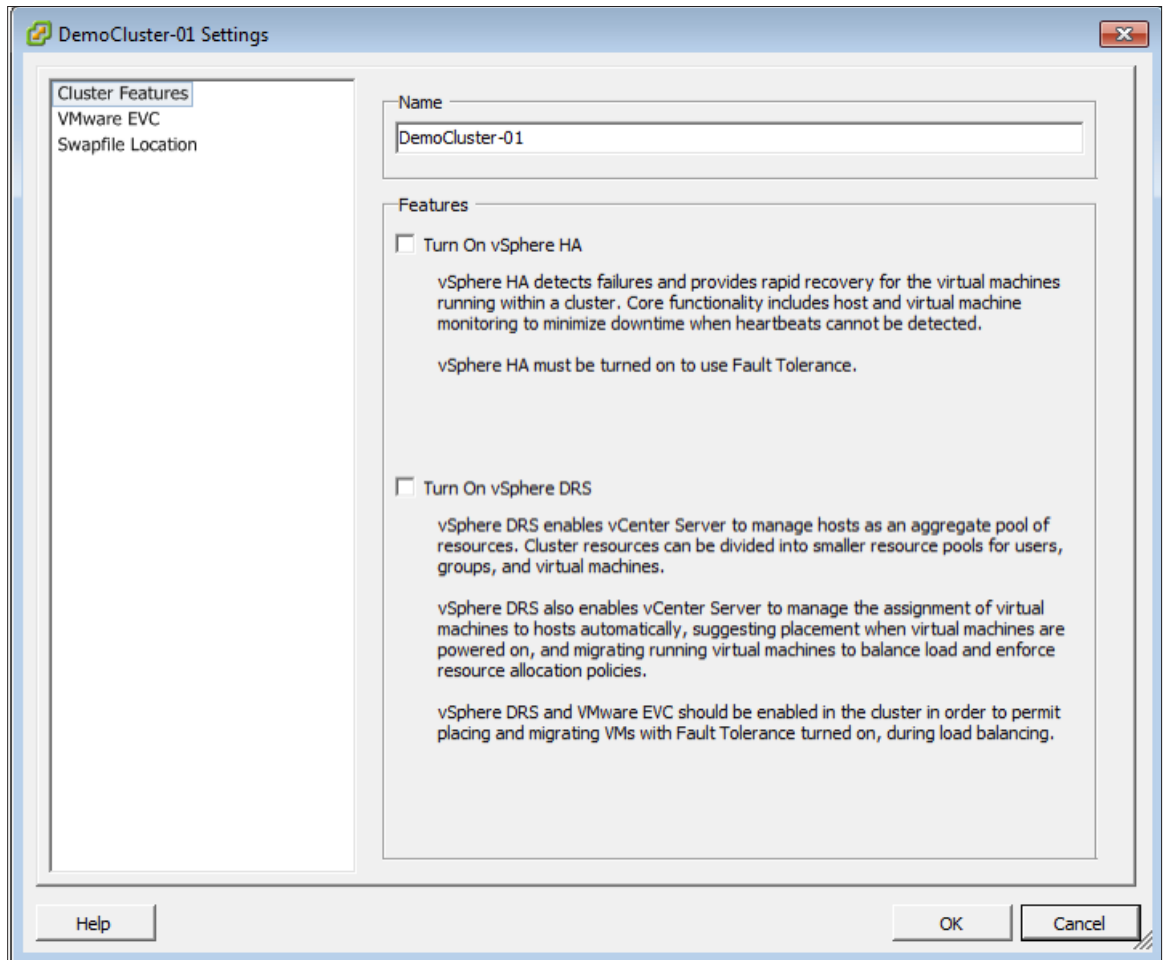 DemoCluster-01 Settings
Cluster Features
VMware EVC
Swapfile Location
Name
DemoCluster-01
Features
Turn On vSphere HA
vSphere HA detects failures and provides rapid recovery for the virtual machines
running within a cluster. Core functionality includes host and virtual machine
monitoring to minimize downtime when heartbeats cannot be detected.
vSphere HA must be turned on to use Fault Tolerance.
Turn On vSphere DRS
vSphere DRS enables vCenter Server to manage hosts as an aggregate pool of
resources. Cluster resources can be divided into smaller resource pools for users,
groups, and virtual machines.
vSphere DRS also enables vCenter Server to manage the assignment of virtual
machines to hosts automatically, suggesting placement when virtual machines are
powered on, and migrating running virtual machines to balance load and enforce
resource allocation policies.
vSphere DRS and VMware EVC should be enabled in the cluster in order to permit
placing and migrating VMs with Fault Tolerance turned on, during load balancing.
Help
OK
Cancel